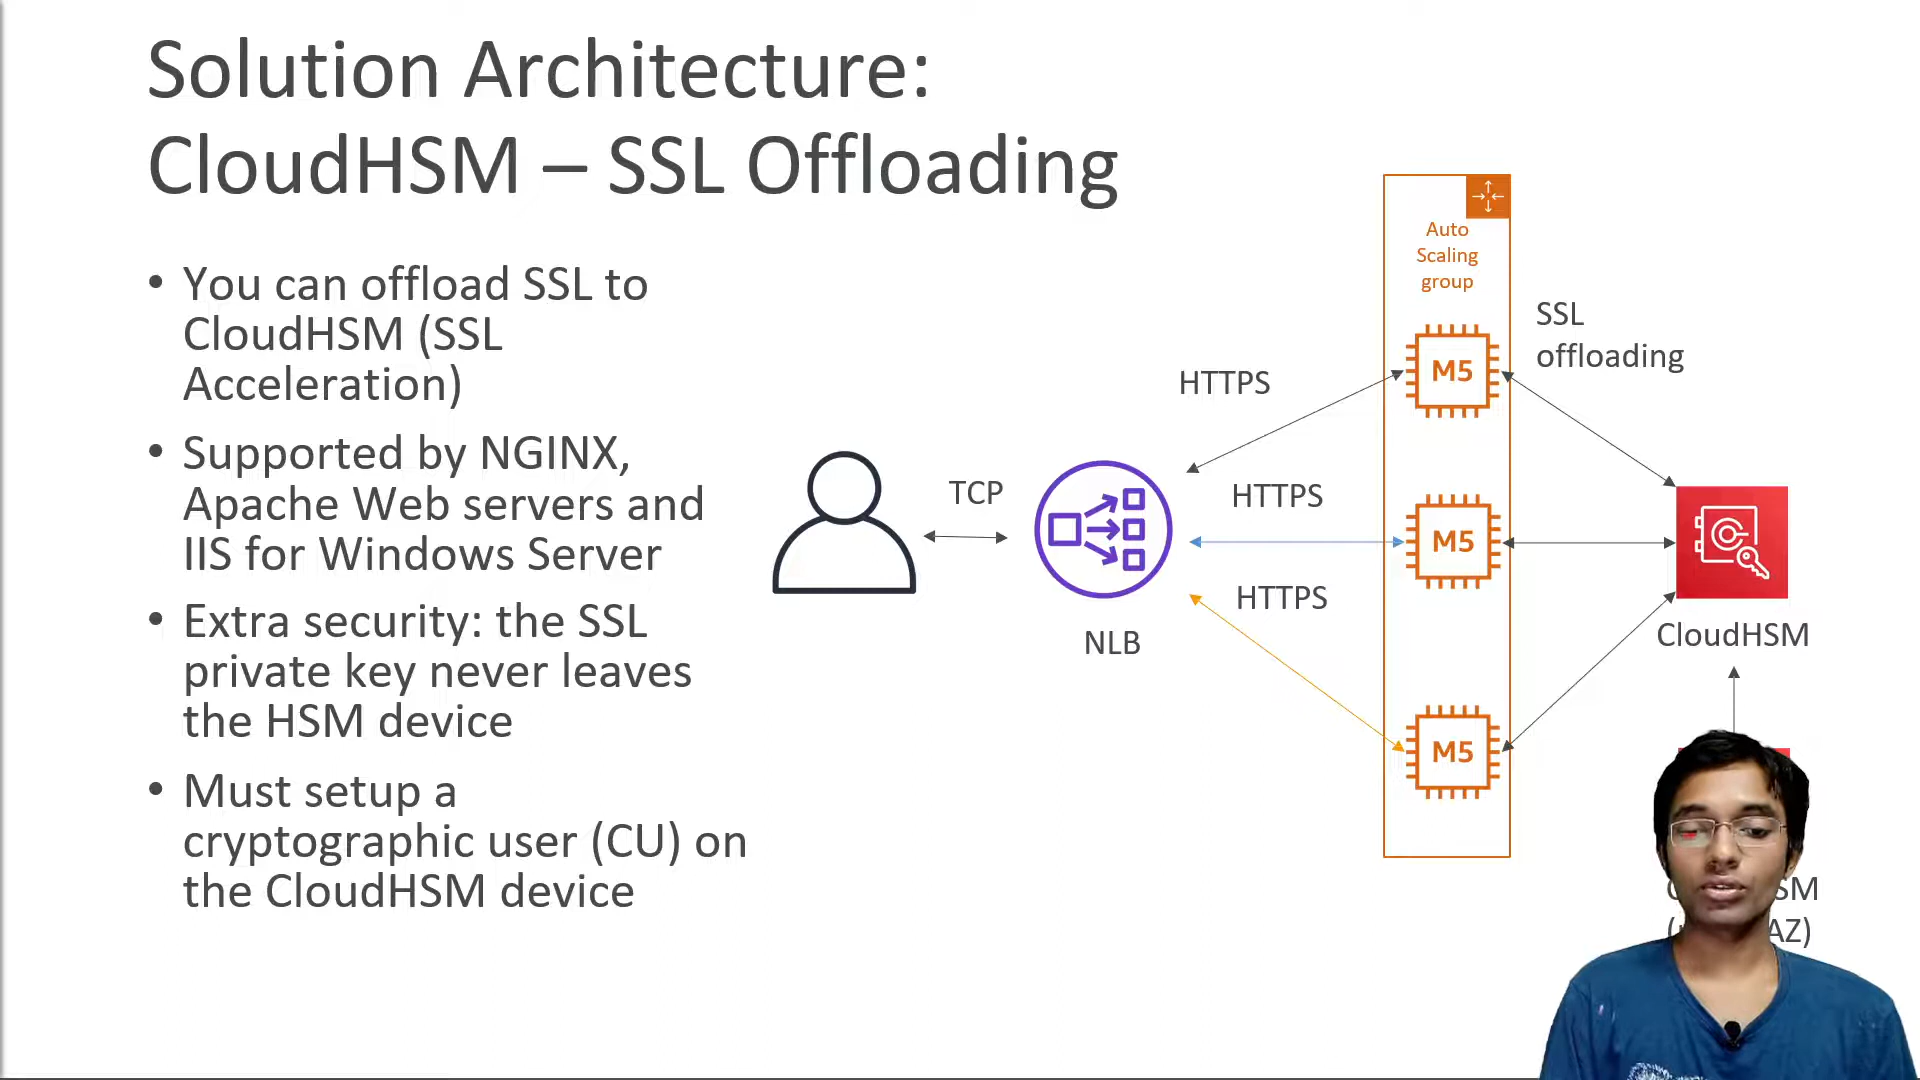 Solution Architecture:
CloudHSM – SSL Offloading
• You can offload SSL to
CloudHSM (SSL
Acceleration)
• Supported by NGINX,
Apache Web servers and
IIS for Windows Server
• Extra security: the SSL
private key never leaves
the HSM device
• Must setup a
cryptographic user (CU) on
the CloudHSM device
TCP
NLB
HTTPS
HTTPS
HTTPS
Auto
Scaling
group
M5
M5
M5
SSL
offloading
CloudHSM
AZ)